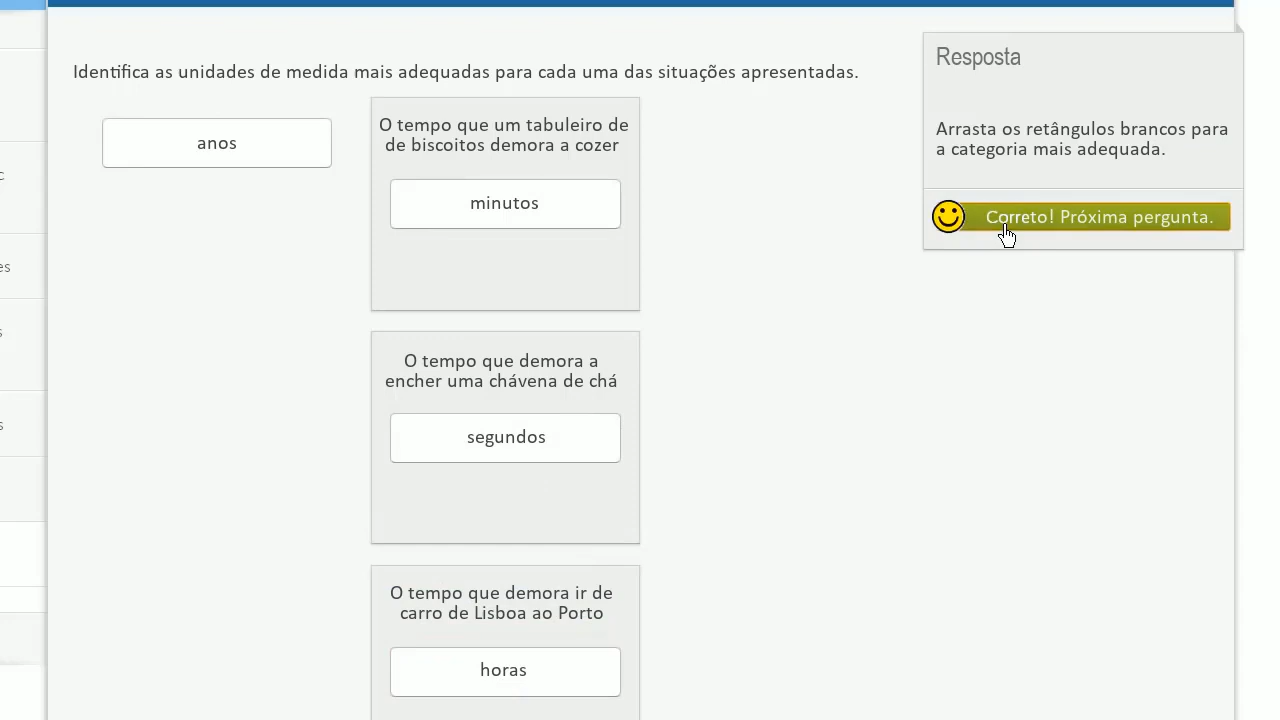 Identifica as unidades de medida mais adequadas para cada uma das situações apresentadas.
anos
O tempo que um tabuleiro de
de biscoitos demora a cozer
minutos
O tempo que demora a
encher uma chávena de chá
segundos
O tempo que demora ir de
carro de Lisboa ao Porto
horas
Resposta
Arrasta os retângulos brancos para
a categoria mais adequada.
Correto! Próxima pergunta.
c
es
s
s